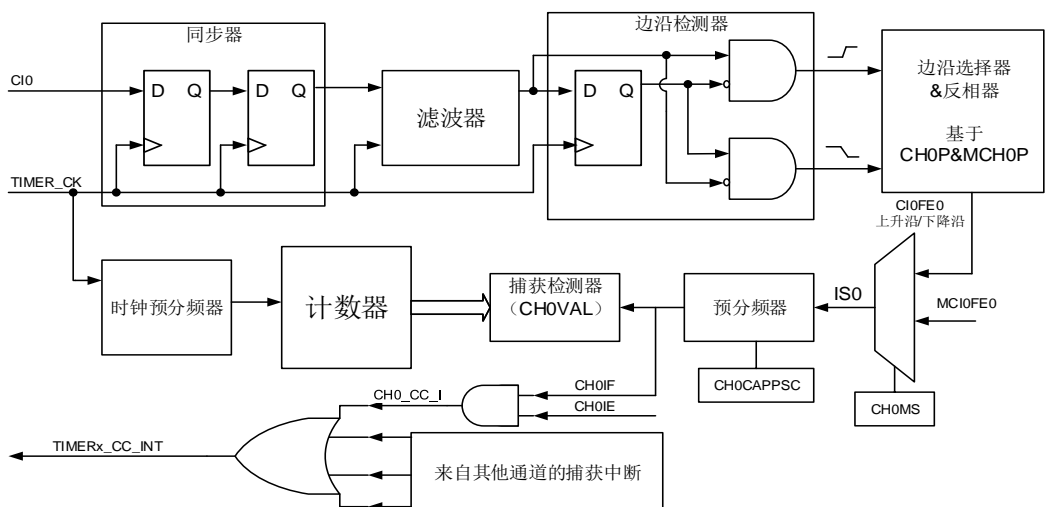 同步器
边沿检测器
CI0
D Q
D Q
滤波器
D Q
边沿选择器
&反相器
基于
CH0P&MCH0P
TIMER_CK
CI0FE0
上升沿/下降沿
时钟预分频器
计数器
捕获检测器
（CH0VAL）
预分频器
IS0
MCI0FE0
CH0CAPPSC
CH0MS
CH0_CC_I
CH0IF
CH0IE
TIMERx_CC_INT
来自其他通道的捕获中断